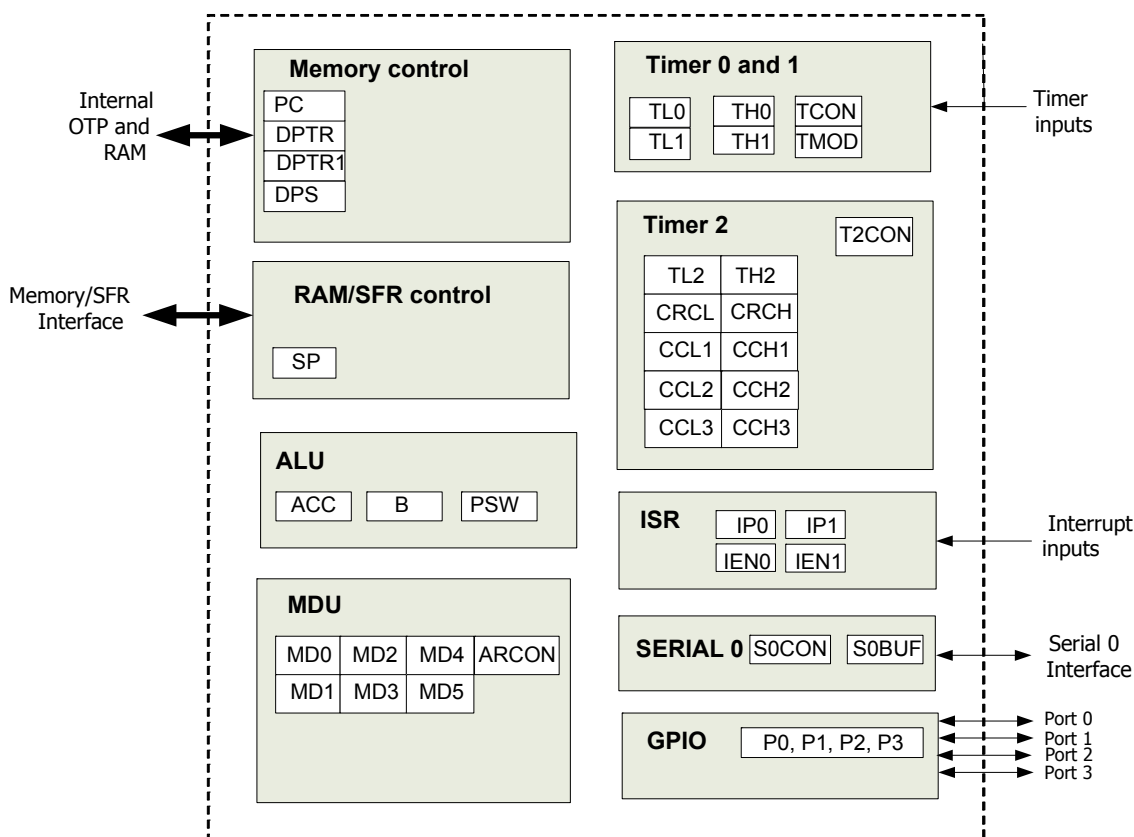 Memory control
PC
DPTR
DPTR1
DPS
Internal
OTP and
RAM
RAM/SFR control
SP
Memory/SFR
Interface
ALU
ACC B PSW
MDU
MD0 MD2 MD4 ARCON
MD1 MD3 MD5
Timer 0 and 1
TL0 TH0 TCON
TL1 TH1 TMOD
Timer
inputs
Timer 2
T2CON
TL2 TH2
CRCL CRCH
CCL1 CCH1
CCL2 CCH2
CCL3 CCH3
ISR
IP0 IP1
IEN0 IEN1
Interrupt
inputs
SERIAL 0 S0CON S0BUF
Serial 0
Interface
GPIO P0, P1, P2, P3
Port 0
Port 1
Port 2
Port 3